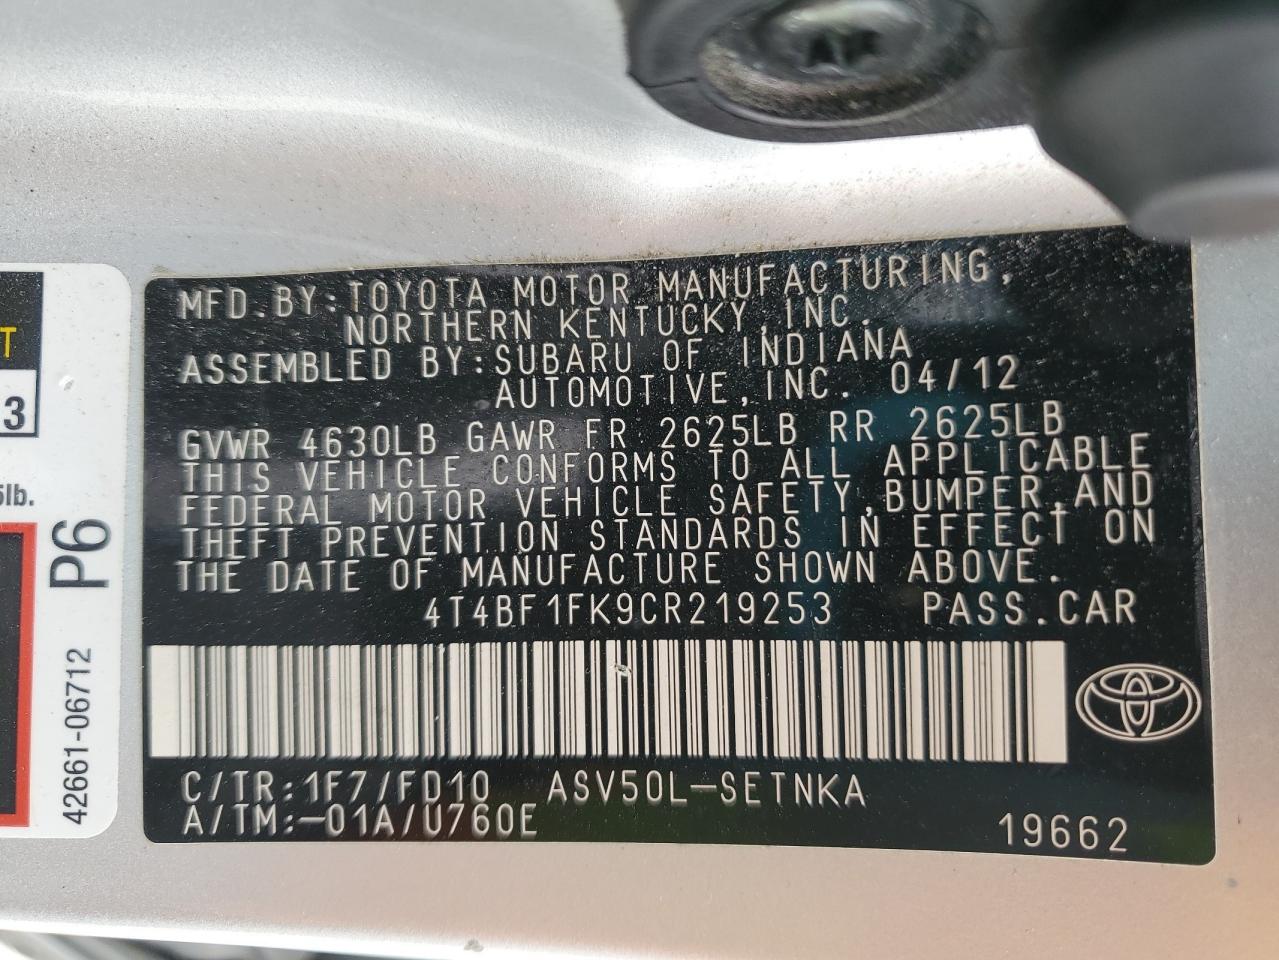 MFD.BY:TOYOTA MOTOR MANUFACTURING,
NORTHERN KENTUCKY,INC.
ASSEMBLED BY:SUBARU OF INDIANA
AUTOMOTIVE,INC. 04/12
GVWR 4630LB GAWR FR 2625LB RR 2625LB
THIS VEHICLE CONFORMS TO ALL APPLICABLE
FEDERAL MOTOR VEHICLE SAFETY,BUMPER,AND
THEFT PREVENTION STANDARDS IN EFFECT ON
THE DATE OF MANUFACTURE SHOWN ABOVE.
4T4BF1FK9CR219253 PASS.CAR
C/TR:1F7/FD10 ASV50L-SETNKA
A/TM:-01A/U760E
19662
T
3
lb.
P6
42661-06712